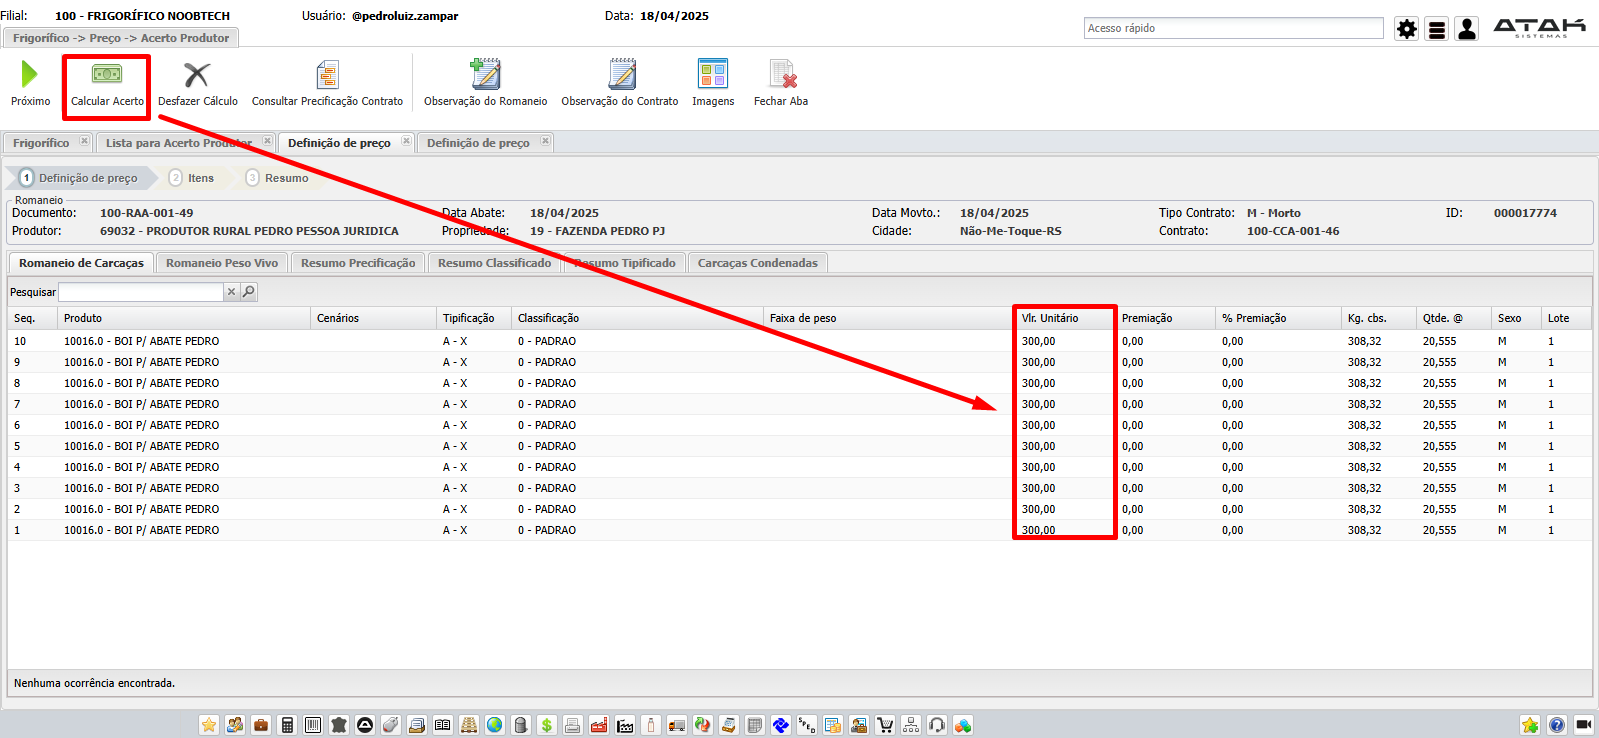 Filial: 100 - FRIGORÍFICO NOOBTECH Usuário: @pedroluiz.zampar Data: 18/04/2025
Acesso rápido
ATAK
SISTEMAS
Frigorífico -> Preço -> Acerto Produtor
Próximo Calcular Acerto Desfazer Cálculo Consultar Precificação Contrato Observação do Romaneio Observação do Contrato Imagens Fechar Aba
Frigorífico Lista para Acerto Produtor Definição de preço Definição de preço
1 Definição de preço 2 Itens 3 Resumo
Romaneio
Documento: 100-RAA-001-49 Data Abate: 18/04/2025 Data Movto.: 18/04/2025 Tipo Contrato: M - Morto ID: 000017774
Produtor: 69032 - PRODUTOR RURAL PEDRO PESSOA JURIDICA Propriedade: 19 - FAZENDA PEDRO PJ Cidade: Não-Me-Toque-RS Contrato: 100-CCA-001-46
Romaneio de Carcaças Romaneio Peso Vivo Resumo Precificação Resumo Classificado Resumo Tipificado Carcaças Condenadas
Pesquisar
Seq. Produto Cenários Tipificação Classificação Faixa de peso Vlr. Unitário Premiação % Premiação Kg. cbs. Qtde. @ Sexo Lote
10 10016.0 - BOI P/ ABATE PEDRO A - X 0 - PADRAO 300,00 0,00 0,00 308,32 20,555 M 1
9 10016.0 - BOI P/ ABATE PEDRO A - X 0 - PADRAO 300,00 0,00 0,00 308,32 20,555 M 1
8 10016.0 - BOI P/ ABATE PEDRO A - X 0 - PADRAO 300,00 0,00 0,00 308,32 20,555 M 1
7 10016.0 - BOI P/ ABATE PEDRO A - X 0 - PADRAO 300,00 0,00 0,00 308,32 20,555 M 1
6 10016.0 - BOI P/ ABATE PEDRO A - X 0 - PADRAO 300,00 0,00 0,00 308,32 20,555 M 1
5 10016.0 - BOI P/ ABATE PEDRO A - X 0 - PADRAO 300,00 0,00 0,00 308,32 20,555 M 1
4 10016.0 - BOI P/ ABATE PEDRO A - X 0 - PADRAO 300,00 0,00 0,00 308,32 20,555 M 1
3 10016.0 - BOI P/ ABATE PEDRO A - X 0 - PADRAO 300,00 0,00 0,00 308,32 20,555 M 1
2 10016.0 - BOI P/ ABATE PEDRO A - X 0 - PADRAO 300,00 0,00 0,00 308,32 20,555 M 1
1 10016.0 - BOI P/ ABATE PEDRO A - X 0 - PADRAO 300,00 0,00 0,00 308,32 20,555 M 1
Nenhuma ocorrência encontrada.
SPED